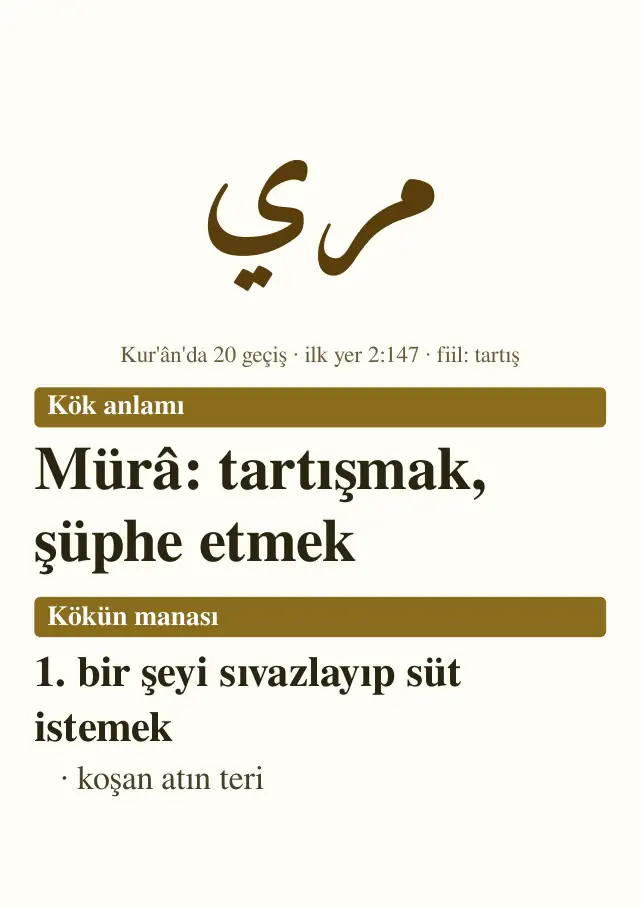 مري
Kur'ân'da 20 geçiş · ilk yer 2:147 · fiil: tartış
Kök anlamı
Mürâ: tartışmak,
şüphe etmek
Kökün manası
1. bir şeyi sıvazlayıp süt
istemek
· koşan atın teri